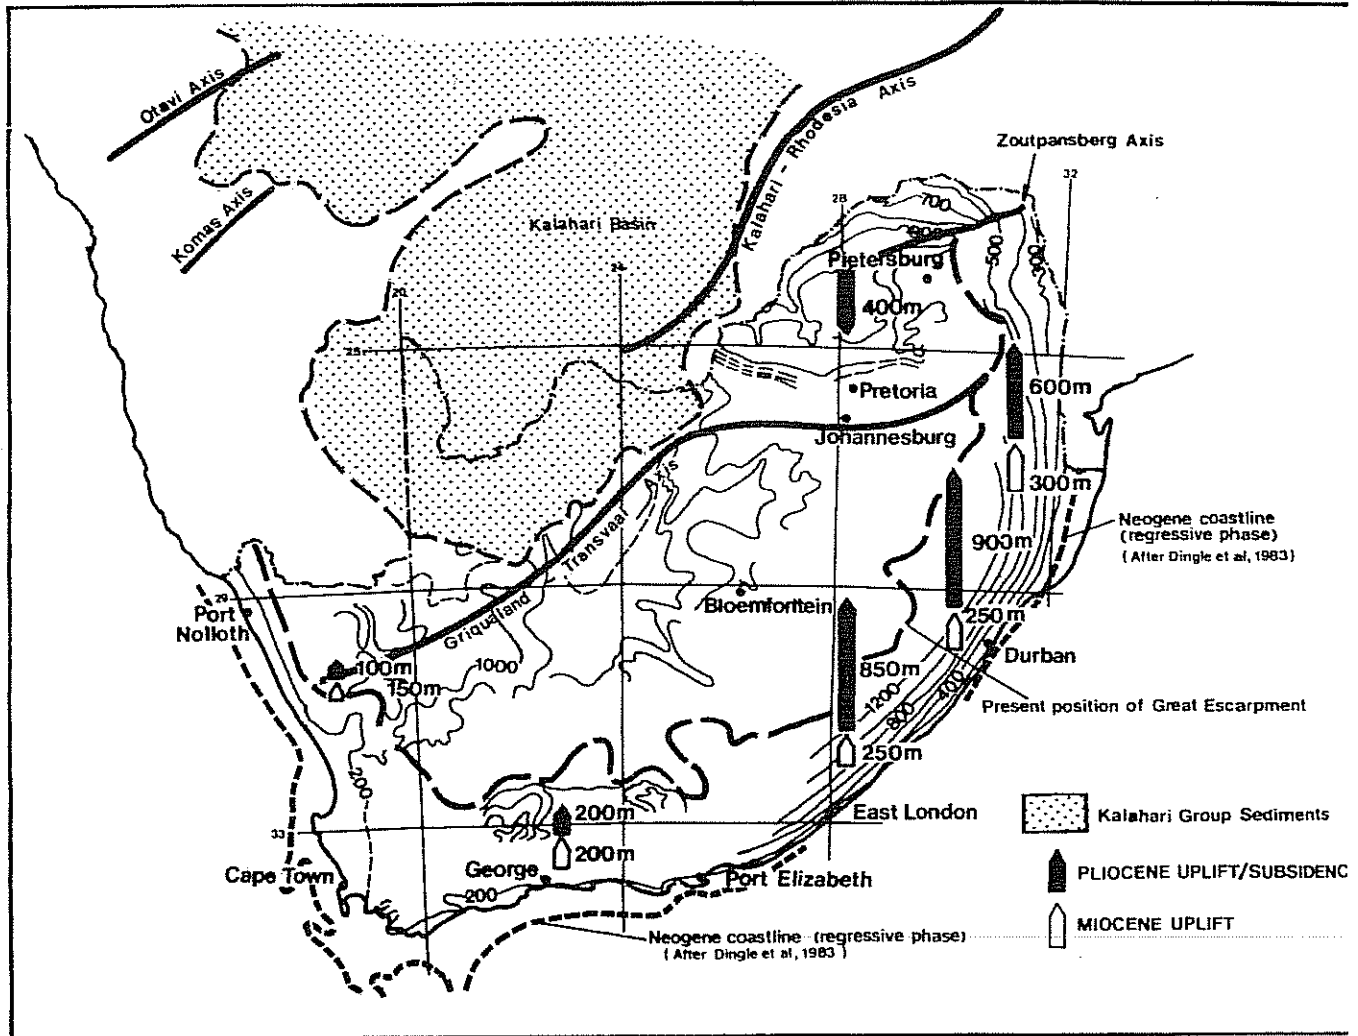 Otavi Axis
Komas Axis
Kalahari - Rhodesia Axis
Zoutpansberg Axis
32
28
700
Kalahari Basin
500
300
Pietersburg
24
20
400m
25
600m
Pretoria
Johannesburg
300m
Griqualand Transvaal Axis
Neogene coastline
(regressive phase)
( After Dingle et al, 1983)
900m
29
Port
Nolloth
Bloemforttein
250m
Durban
1000
100m
150m
850m
1200
800
400
Present position of Great Escarpment
250m
200
200m
East London
Kalahari Group Sediments
33
200m
George
Cape Town
Port Elizabeth
PLIOCENE UPLIFT/SUBSIDENC
200
MIOCENE UPLIFT
Neogene coastline (regressive phase)
( After Dingle et al, 1983 )